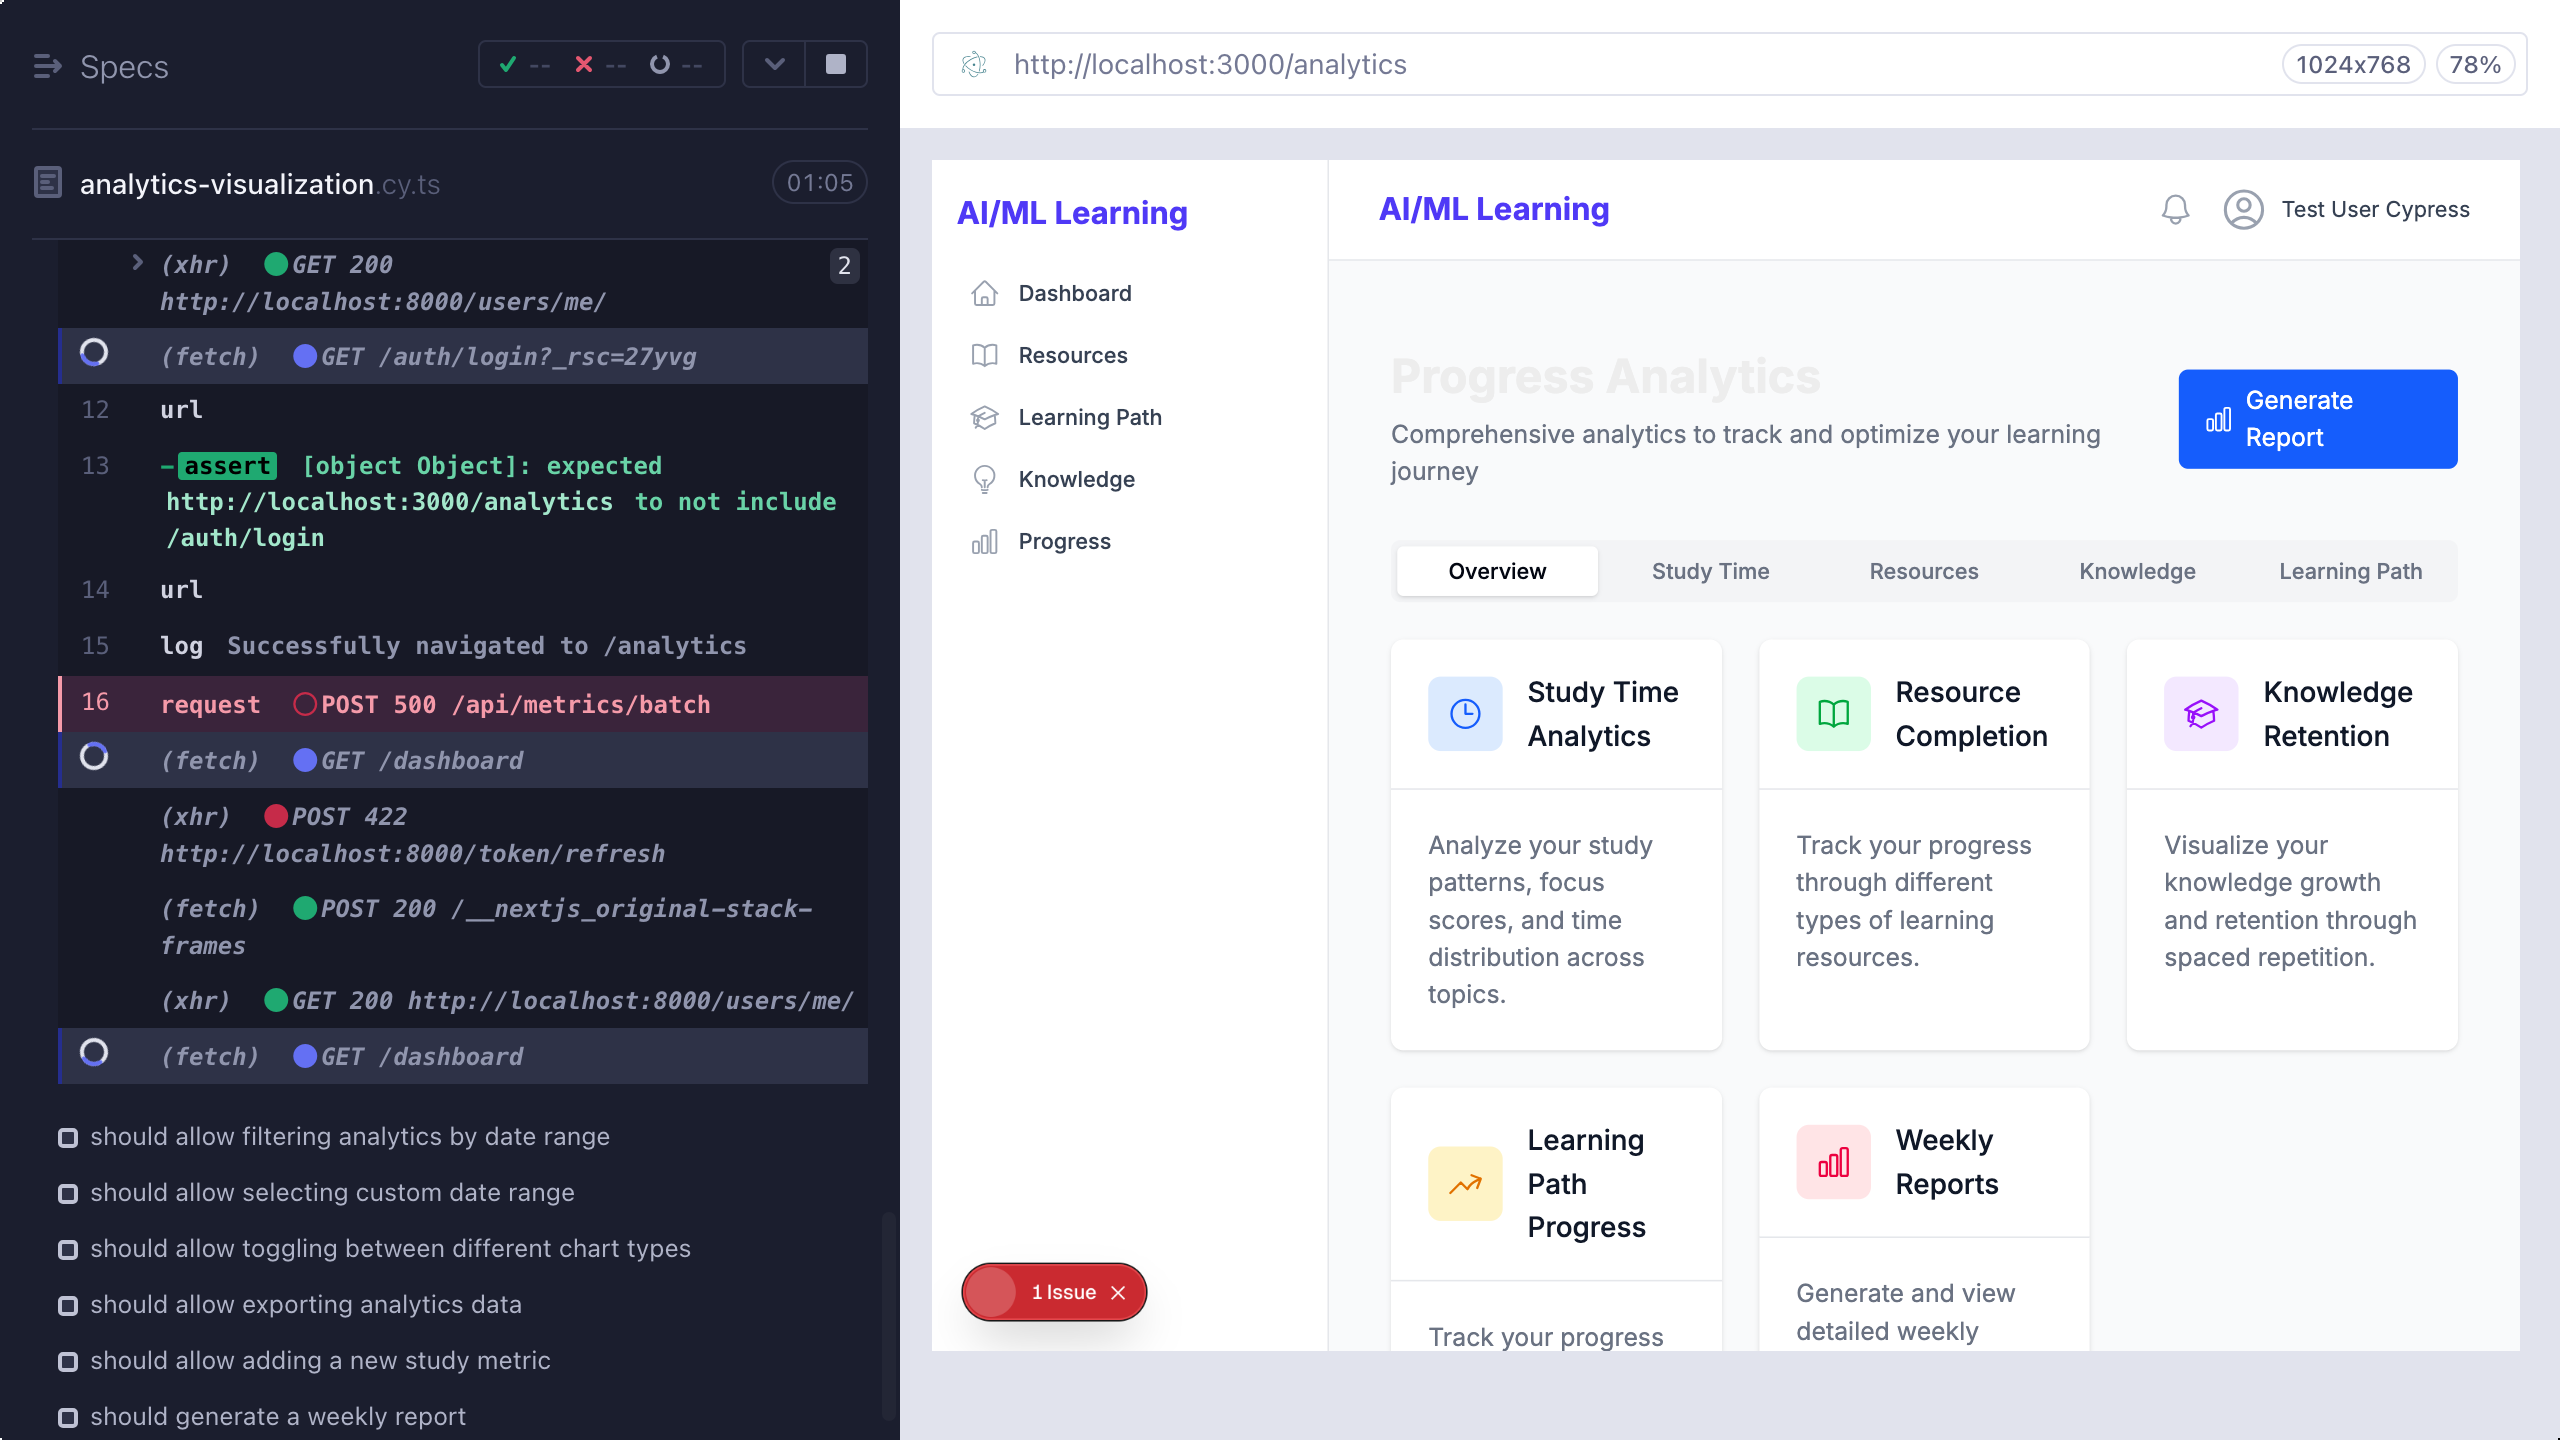 Specs
-- -- --
analytics-visualization.cy.ts
01:05
(xhr) GET 200
2
http://localhost:8000/users/me/
(fetch) GET /auth/login?_rsc=27yvg
12 url
13 -assert [object Object]: expected
http://localhost:3000/analytics to not include
/auth/login
14 url
15 log Successfully navigated to /analytics
16 request POST 500 /api/metrics/batch
(fetch) GET /dashboard
(xhr) POST 422
http://localhost:8000/token/refresh
(fetch) POST 200 /__nextjs_original-stack-
frames
(xhr) GET 200 http://localhost:8000/users/me/
(fetch) GET /dashboard
should allow filtering analytics by date range
should allow selecting custom date range
should allow toggling between different chart types
should allow exporting analytics data
should allow adding a new study metric
should generate a weekly report
http://localhost:3000/analytics
1024x768
78%
AI/ML Learning
Dashboard
Resources
Learning Path
Knowledge
Progress
1 Issue
AI/ML Learning
Test User Cypress
Progress Analytics
Comprehensive analytics to track and optimize your learning
journey
Generate
Report
Overview
Study Time
Resources
Knowledge
Learning Path
Study Time
Analytics
Analyze your study
patterns, focus
scores, and time
distribution across
topics.
Resource
Completion
Track your progress
through different
types of learning
resources.
Knowledge
Retention
Visualize your
knowledge growth
and retention through
spaced repetition.
Learning
Path
Progress
Track your progress
Weekly
Reports
Generate and view
detailed weekly